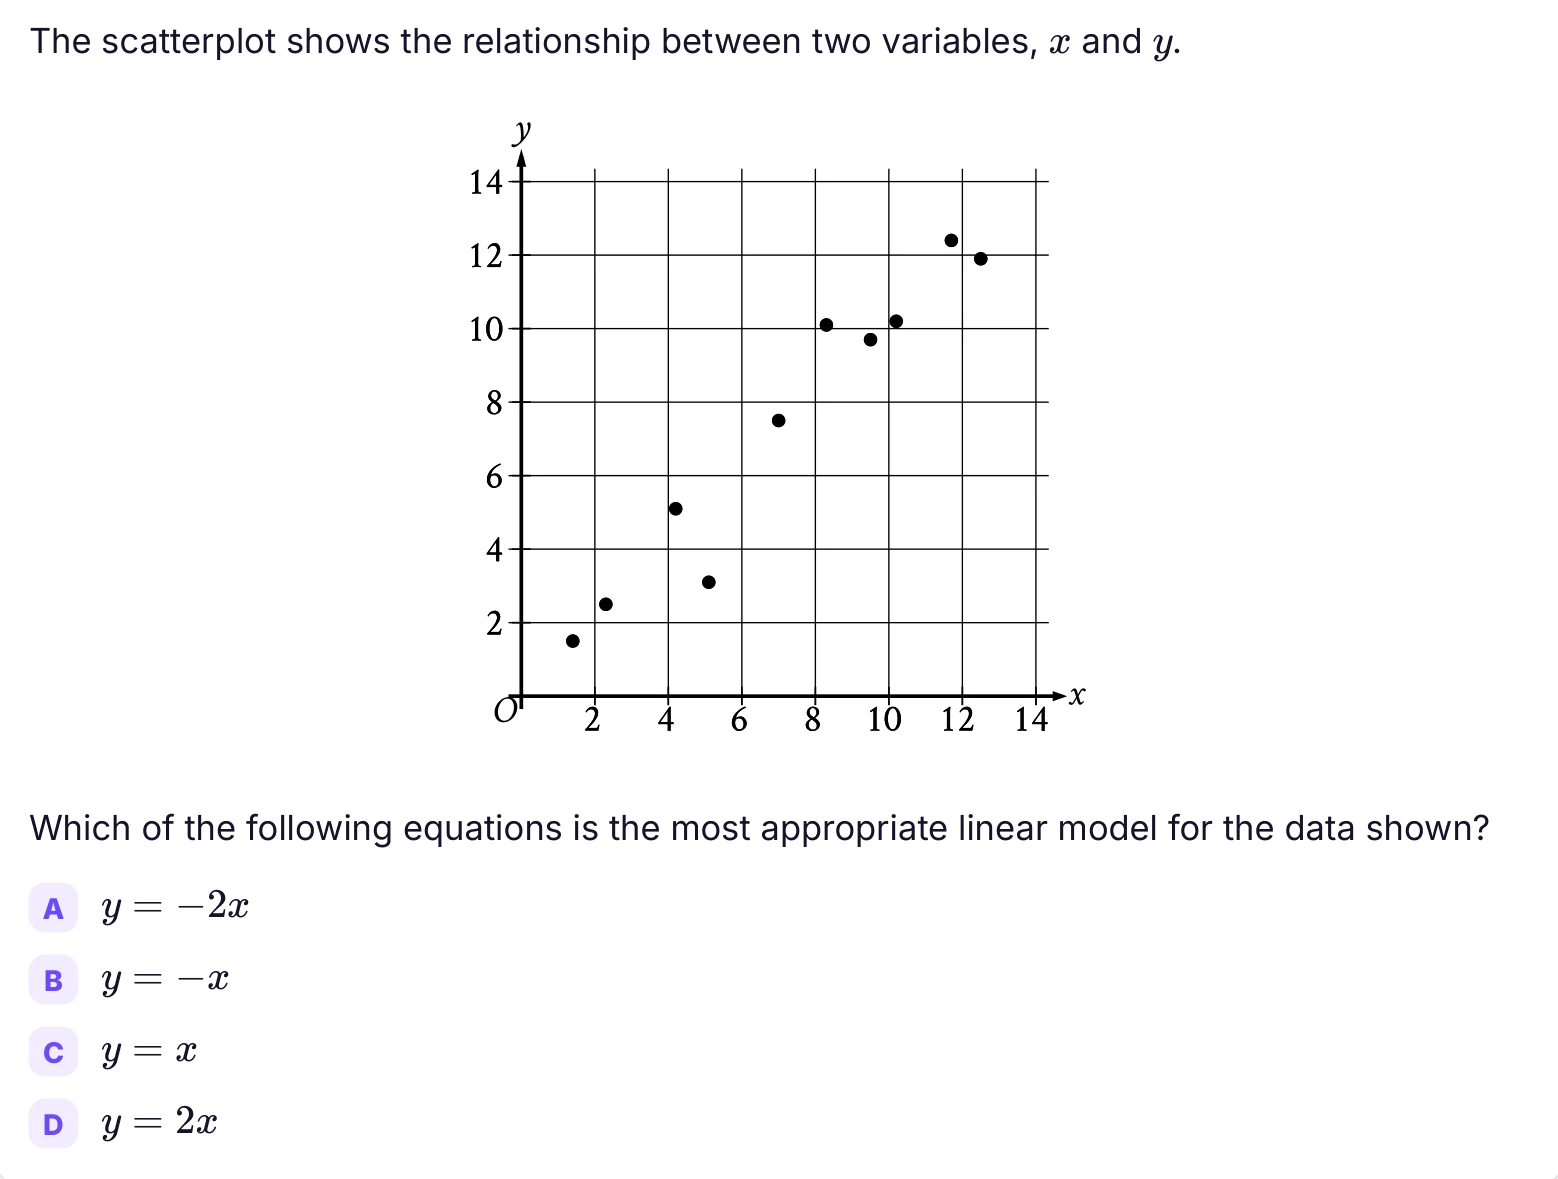 The scatterplot shows the relationship between two variables, x and y.
y
14
12
10
8
6
4
2
O
2 4 6 8 10 12 14
x
Which of the following equations is the most appropriate linear model for the data shown?
A y = −2x
B y = −x
C y = x
D y = 2x